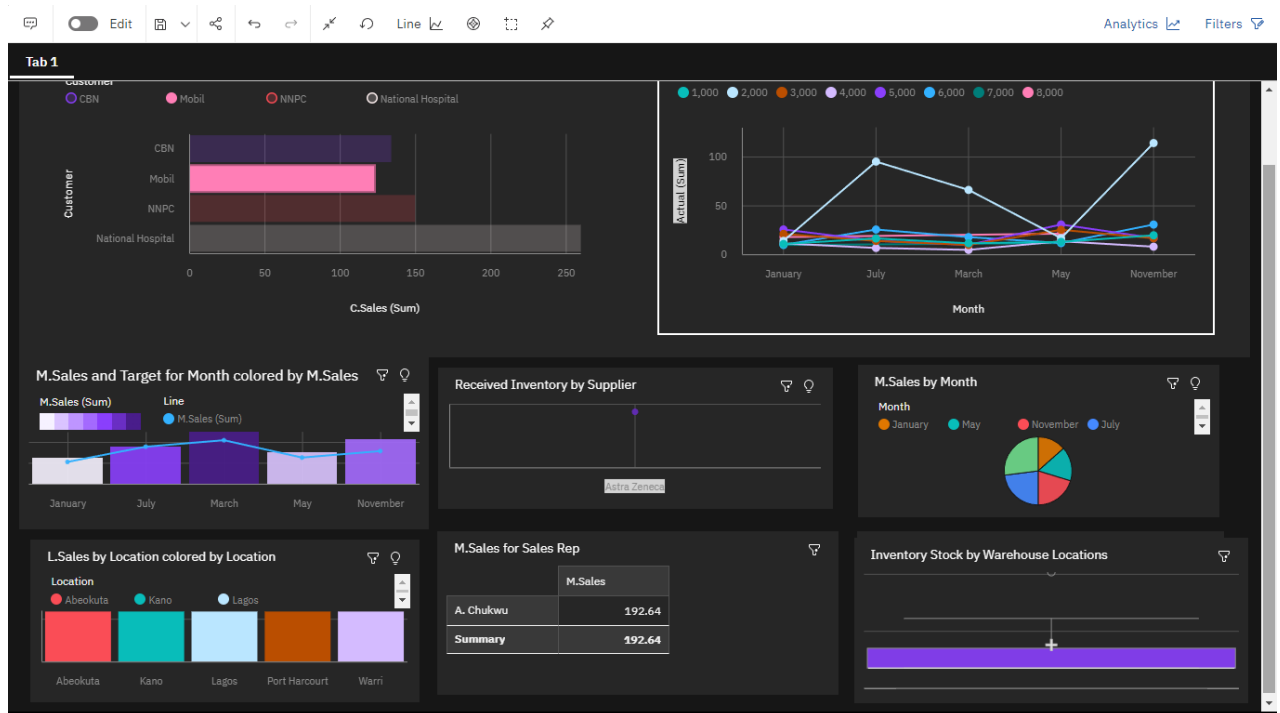 Edit Line Analytics Filters
Tab 1
Customer
CBN Mobil NNPC National Hospital
CBN
Mobil
NNPC
National Hospital
Customer
0 50 100 150 200 250
C.Sales (Sum)
1,000 2,000 3,000 4,000 5,000 6,000 7,000 8,000
100
50
0
Actual (Sum)
January July March May November
Month
M.Sales and Target for Month colored by M.Sales
M.Sales (Sum) Line
M.Sales (Sum)
January July March May November
Received Inventory by Supplier
Astra Zeneca
M.Sales by Month
Month
January May November July
L.Sales by Location colored by Location
Location
Abeokuta Kano Lagos
Abeokuta Kano Lagos Port Harcourt Warri
M.Sales for Sales Rep
M.Sales
A. Chukwu 192.64
Summary 192.64
Inventory Stock by Warehouse Locations